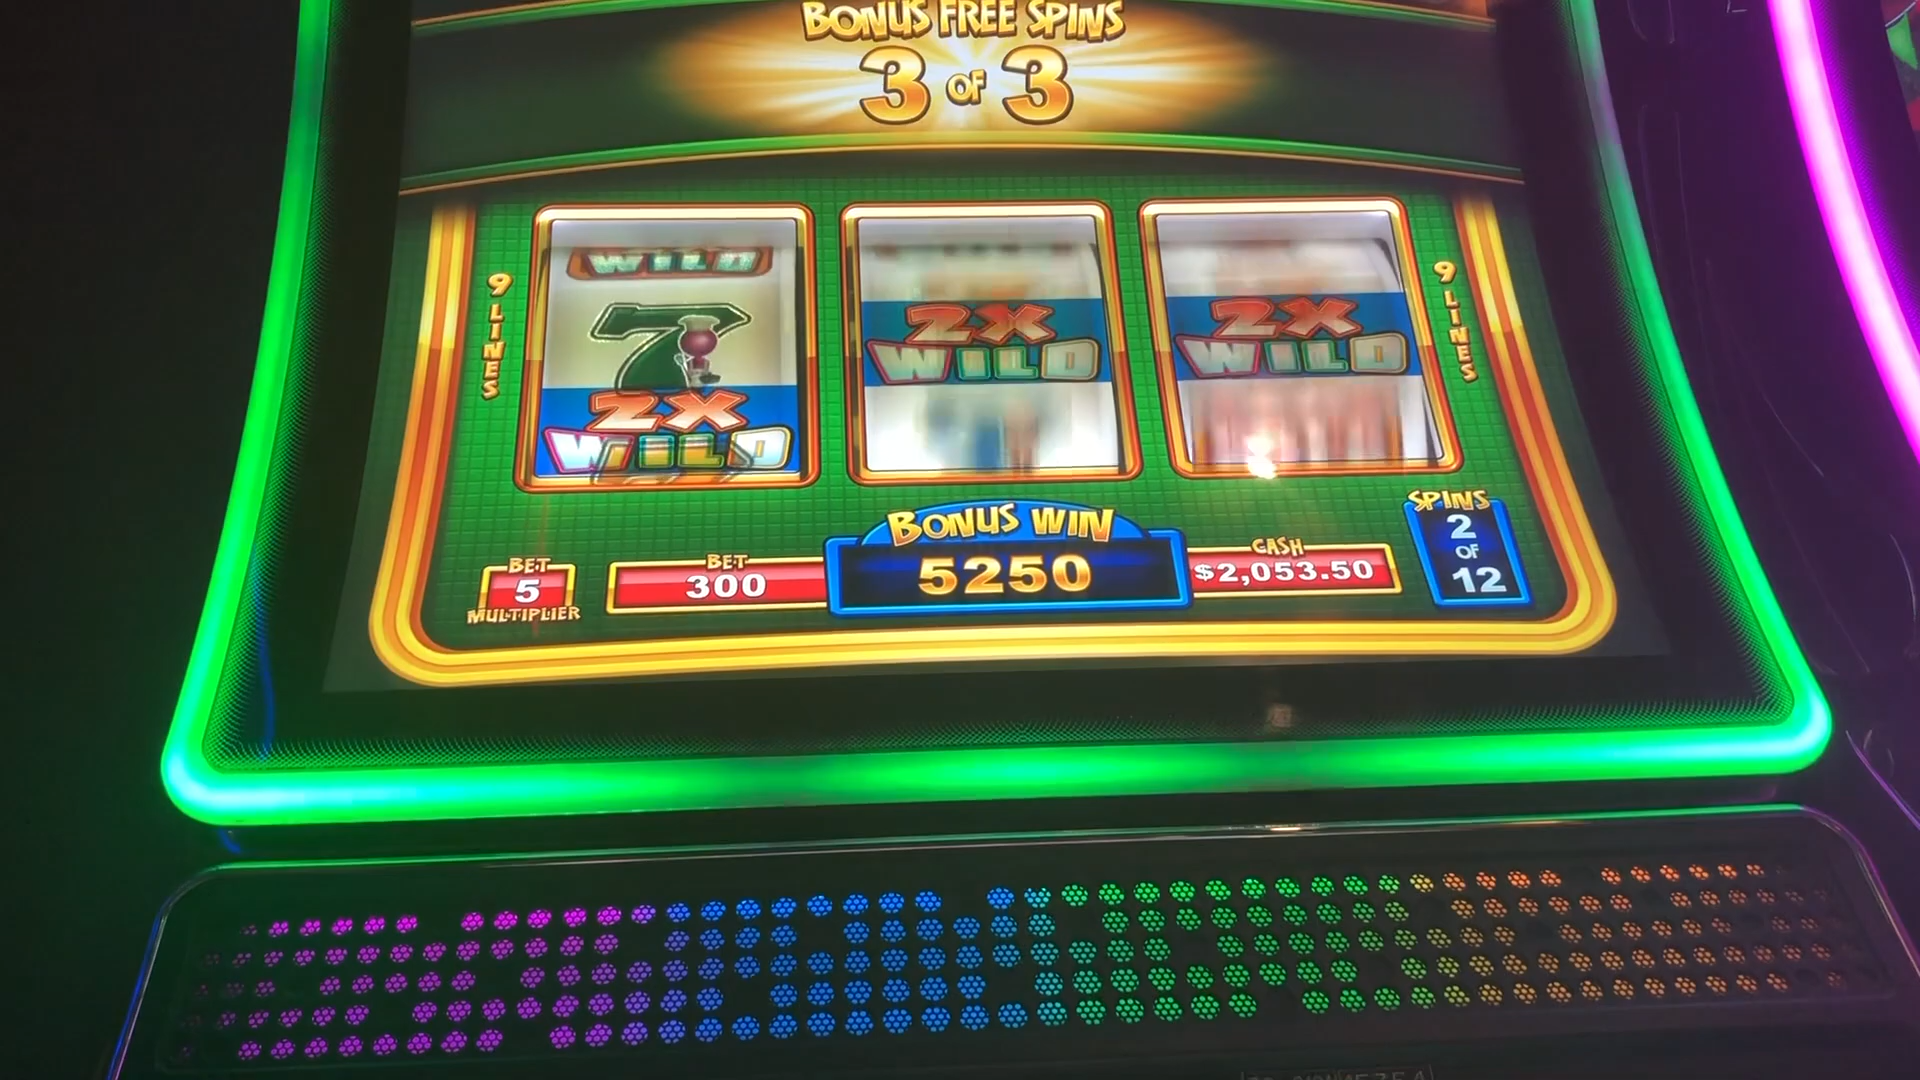 BONUS FREE SPINS
3 OF 3
9 LINES
WILD
7
2X
WILD
2X
WILD
2X
WILD
9 LINES
BET
5
MULTIPLIER
BET
300
BONUS WIN
5250
CASH
$2,053.50
SPINS
2
OF
12